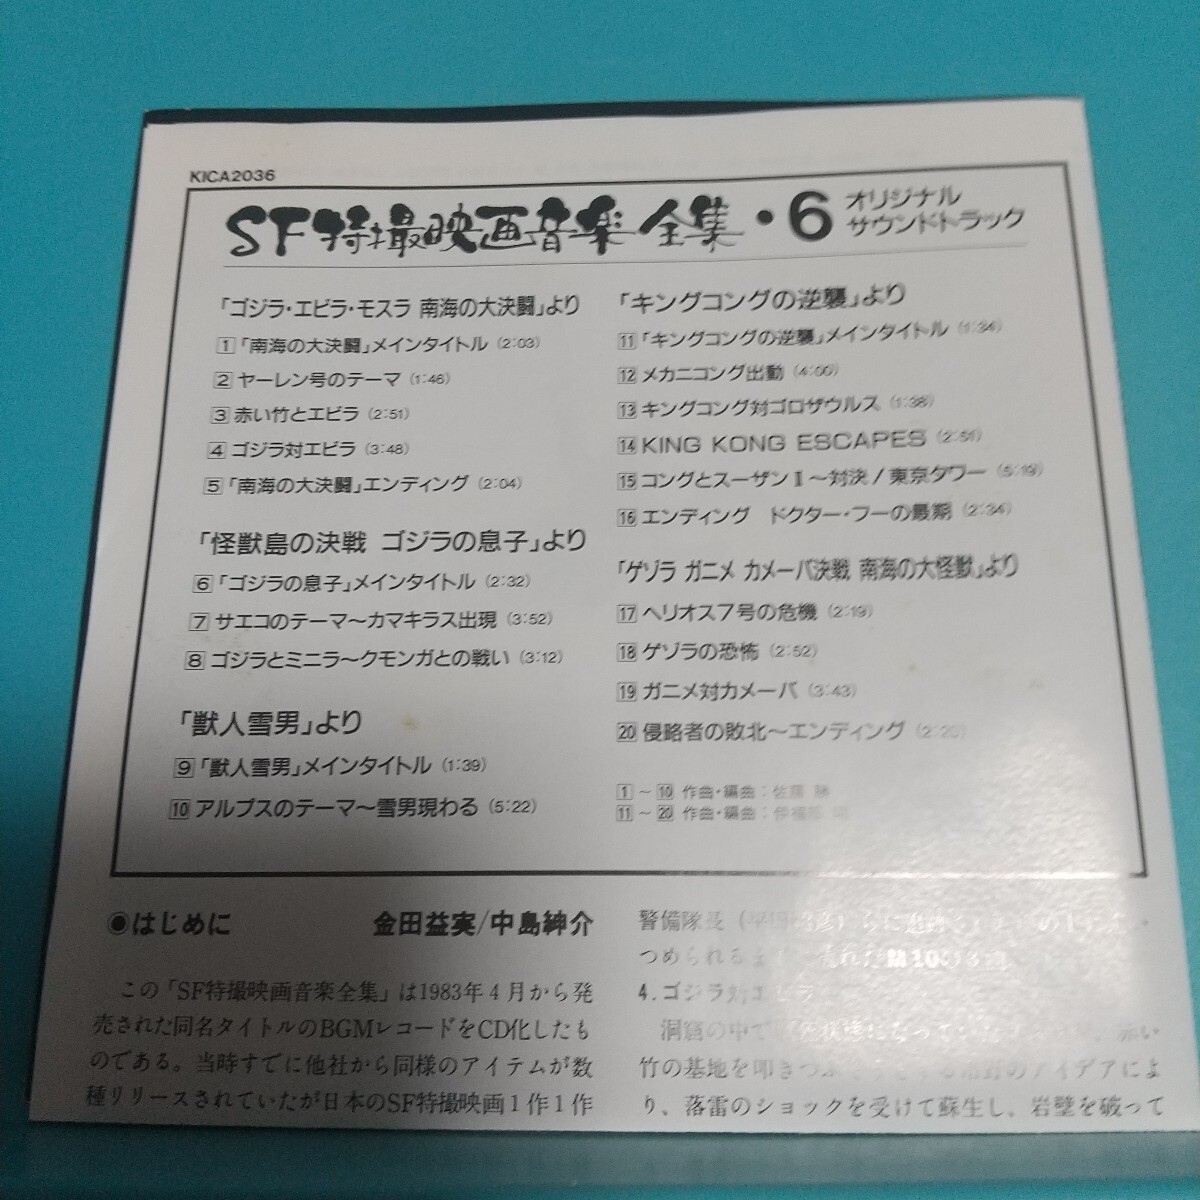 KICA2036
SF特撮映画音楽全集・6 オリジナル
サウンドトラック
「ゴジラ・エビラ・モスラ 南海の大決闘」より
1 「南海の大決闘」メインタイトル (2:03)
2 ヤーレン号のテーマ (1:46)
3 赤い竹とエビラ (2:51)
4 ゴジラ対エビラ (3:48)
5 「南海の大決闘」エンディング (2:04)
「怪獣島の決戦 ゴジラの息子」より
6 「ゴジラの息子」メインタイトル (2:32)
7 サエコのテーマ～カマキラス出現 (3:52)
8 ゴジラとミニラ～クモンガとの戦い (3:12)
「獣人雪男」より
9 「獣人雪男」メインタイトル (1:39)
10 アルプスのテーマ～雪男現わる (5:22)
「キングコングの逆襲」より
11 「キングコングの逆襲」メインタイトル (1:34)
12 メカニコング出動 (4:00)
13 キングコング対ゴロザウルス (1:38)
14 KING KONG ESCAPES (2:51)
15 コングとスーザンⅡ～対決/東京タワー (5:19)
16 エンディング ドクター・フーの最期 (2:34)
「ゲゾラ ガニメ カメーバ決戦 南海の大怪獣」より
17 ヘリオス7号の危機 (2:19)
18 ゲゾラの恐怖 (2:52)
19 ガニメ対カメーバ (3:43)
20 侵略者の敗北～エンディング (2:20)
1～10 作曲・編曲：佐藤 勝
11～20 作曲・編曲：伊福部
●はじめに 金田益実/中島紳介
この「SF特撮映画音楽全集」は1983年4月から発
売された同名タイトルのBGMレコードをCD化したも
のである。当時すでに他社から同様のアイテムが数
種リリースされていたが日本のSF特撮映画1作1作
警備隊長
つめられるま
4.ゴジラ対エビラ
洞窟の中で 赤い
竹の基地を叩きつ のアイデアによ
り、落雷のショックを受けて蘇生し、岩壁を破って